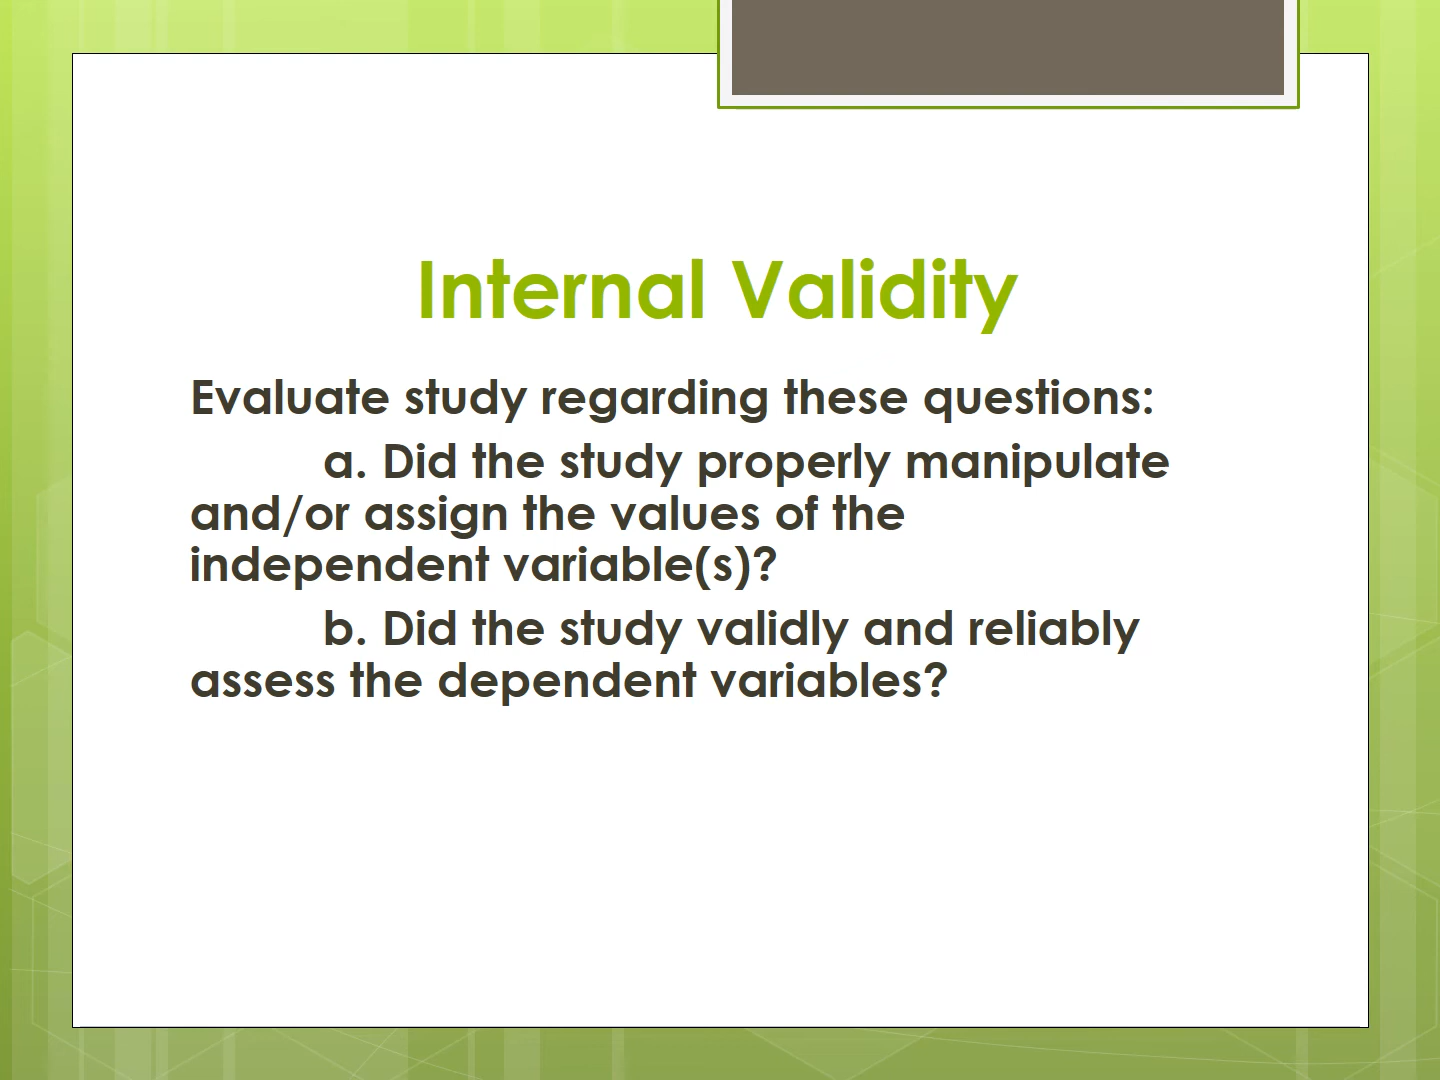 Internal Validity
Evaluate study regarding these questions:
a. Did the study properly manipulate
and/or assign the values of the
independent variable(s)?
b. Did the study validly and reliably
assess the dependent variables?